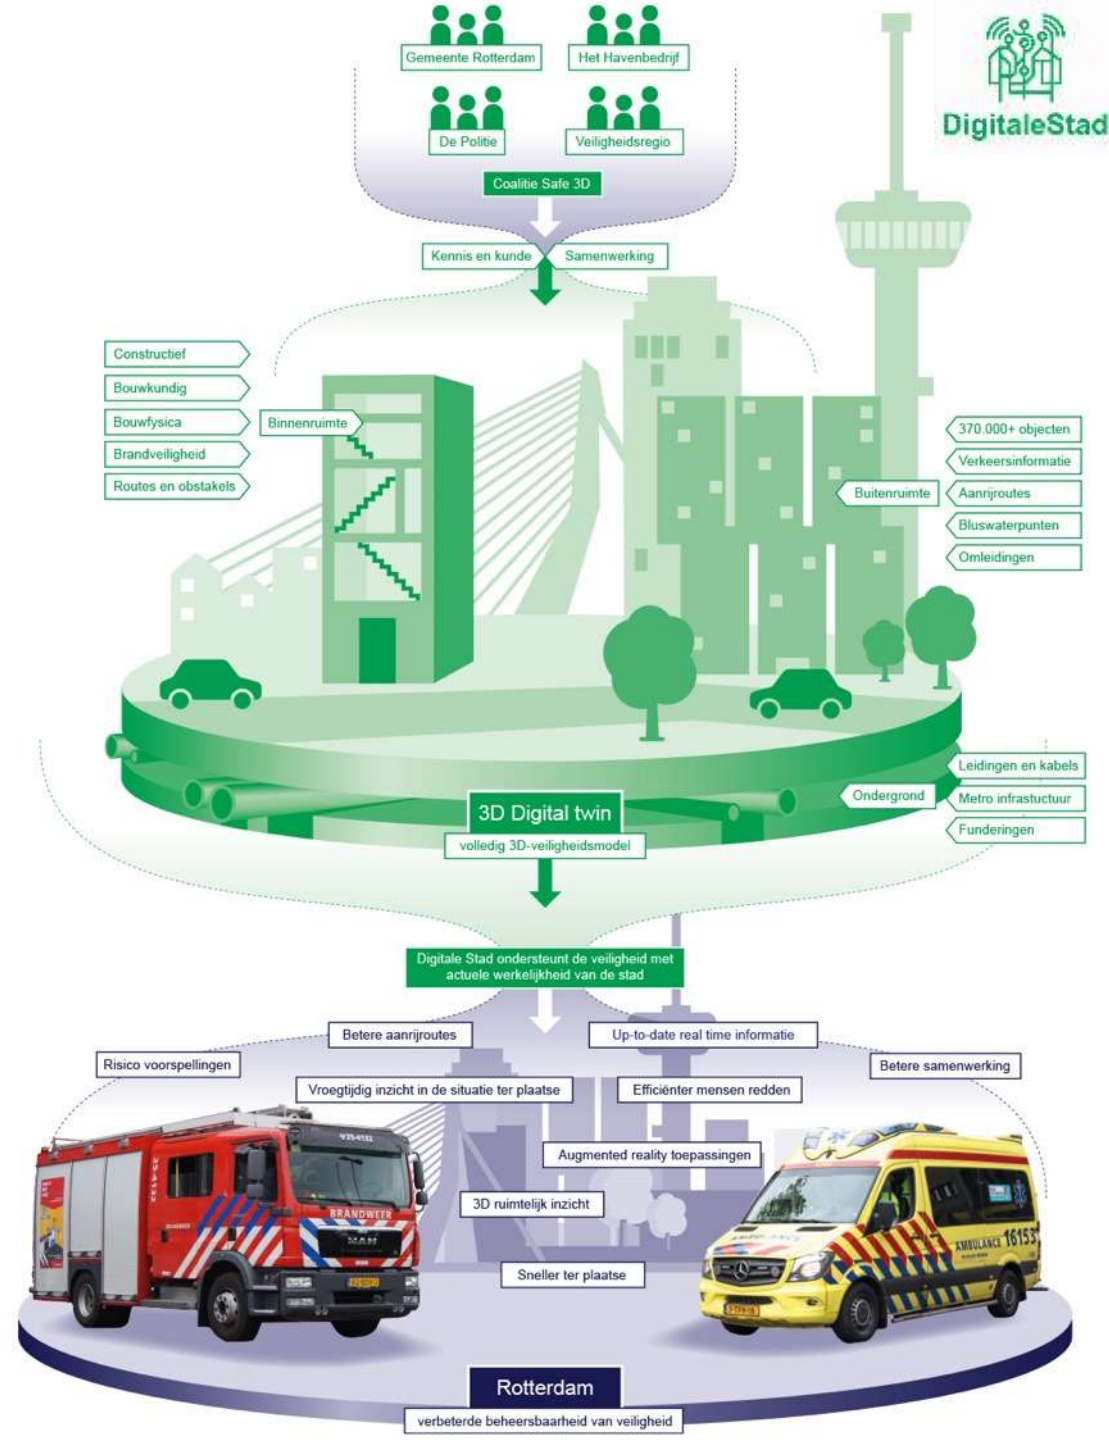 Gemeente Rotterdam
Het Havenbedrijf
DigitaleStad
De Politie
Veiligheidsregio
Coalitie Safe 3D
Kennis en kunde
Samenwerking
Constructief
Bouwkundig
Bouwfysica
Brandveiligheid
Routes en obstakels
Binnenruimte
Buitenruimte
370.000+ objecten
Verkeersinformatie
Aanrijroutes
Bluswaterpunten
Omleidingen
Ondergrond
Leidingen en kabels
Metro infrastuctuur
Funderingen
3D Digital twin
volledig 3D-veiligheidsmodel
Digitale Stad ondersteunt de veiligheid met
actuele werkelijkheid van de stad
Betere aanrijroutes
Up-to-date real time informatie
Risico voorspellingen
Betere samenwerking
Vroegtijdig inzicht in de situatie ter plaatse
Efficiënter mensen redden
Augmented reality toepassingen
3D ruimtelijk inzicht
Sneller ter plaatse
25-4132
BRANDWEER
MAN
AMBULANCE 16153
Rotterdam
verbeterde beheersbaarheid van veiligheid